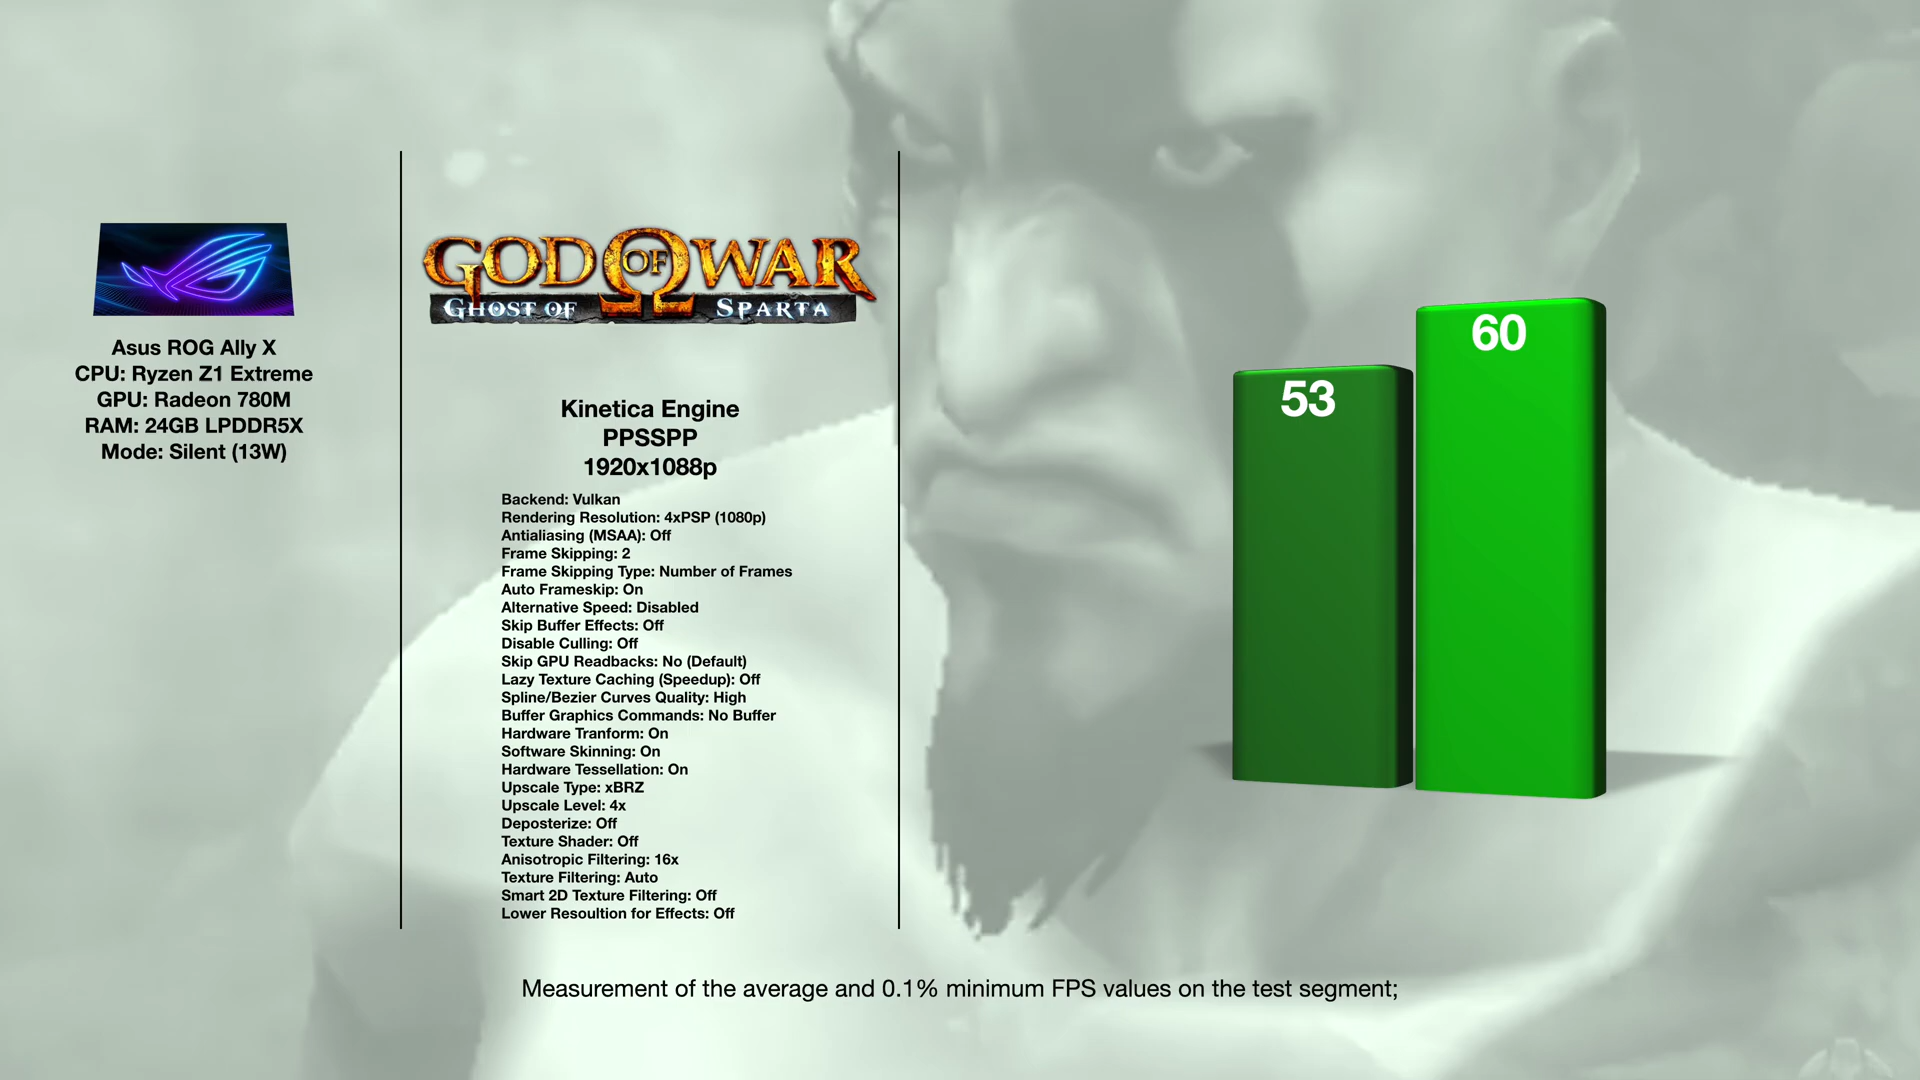 Asus ROG Ally X
CPU: Ryzen Z1 Extreme
GPU: Radeon 780M
RAM: 24GB LPDDR5X
Mode: Silent (13W)
GOD OF WAR
GHOST OF SPARTA
Kinetica Engine
PPSSPP
1920x1088p
Backend: Vulkan
Rendering Resolution: 4xPSP (1080p)
Antialiasing (MSAA): Off
Frame Skipping: 2
Frame Skipping Type: Number of Frames
Auto Frameskip: On
Alternative Speed: Disabled
Skip Buffer Effects: Off
Disable Culling: Off
Skip GPU Readbacks: No (Default)
Lazy Texture Caching (Speedup): Off
Spline/Bezier Curves Quality: High
Buffer Graphics Commands: No Buffer
Hardware Tranform: On
Software Skinning: On
Hardware Tessellation: On
Upscale Type: xBRZ
Upscale Level: 4x
Deposterize: Off
Texture Shader: Off
Anisotropic Filtering: 16x
Texture Filtering: Auto
Smart 2D Texture Filtering: Off
Lower Resoultion for Effects: Off
53
60
Measurement of the average and 0.1% minimum FPS values on the test segment;